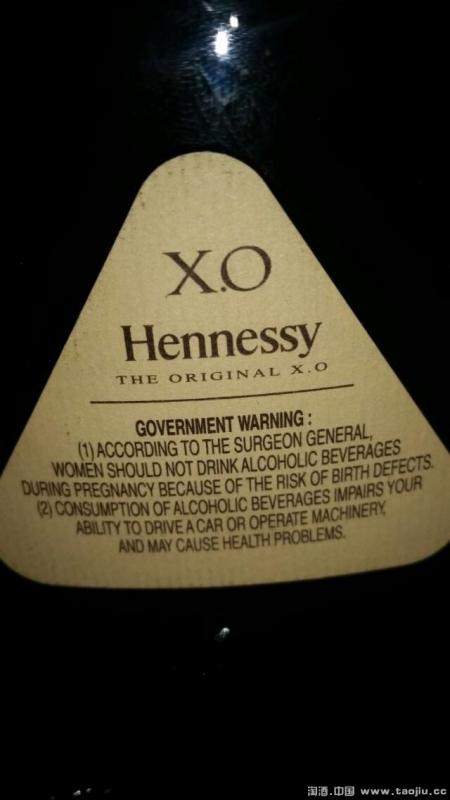 X.O
Hennessy
THE ORIGINAL X.O
GOVERNMENT WARNING :
(1) ACCORDING TO THE SURGEON GENERAL,
WOMEN SHOULD NOT DRINK ALCOHOLIC BEVERAGES
DURING PREGNANCY BECAUSE OF THE RISK OF BIRTH DEFECTS.
(2) CONSUMPTION OF ALCOHOLIC BEVERAGES IMPAIRS YOUR
ABILITY TO DRIVE A CAR OR OPERATE MACHINERY,
AND MAY CAUSE HEALTH PROBLEMS.
淘酒.中国 www.taojiu.cc